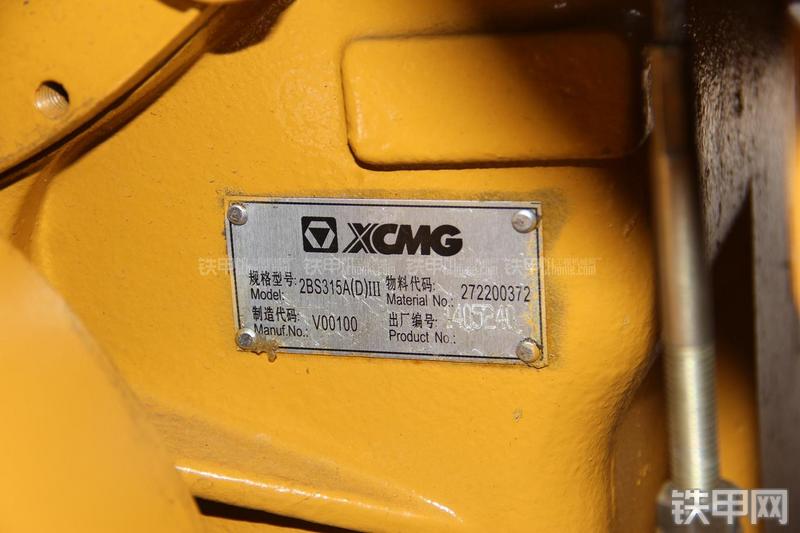 XCMG
规格型号: 2BS315A(D)III 物料代码: 272200372
Model: Material No.:
制造代码: V00100 出厂编号:
Manuf.No.: Product No.:
铁甲网